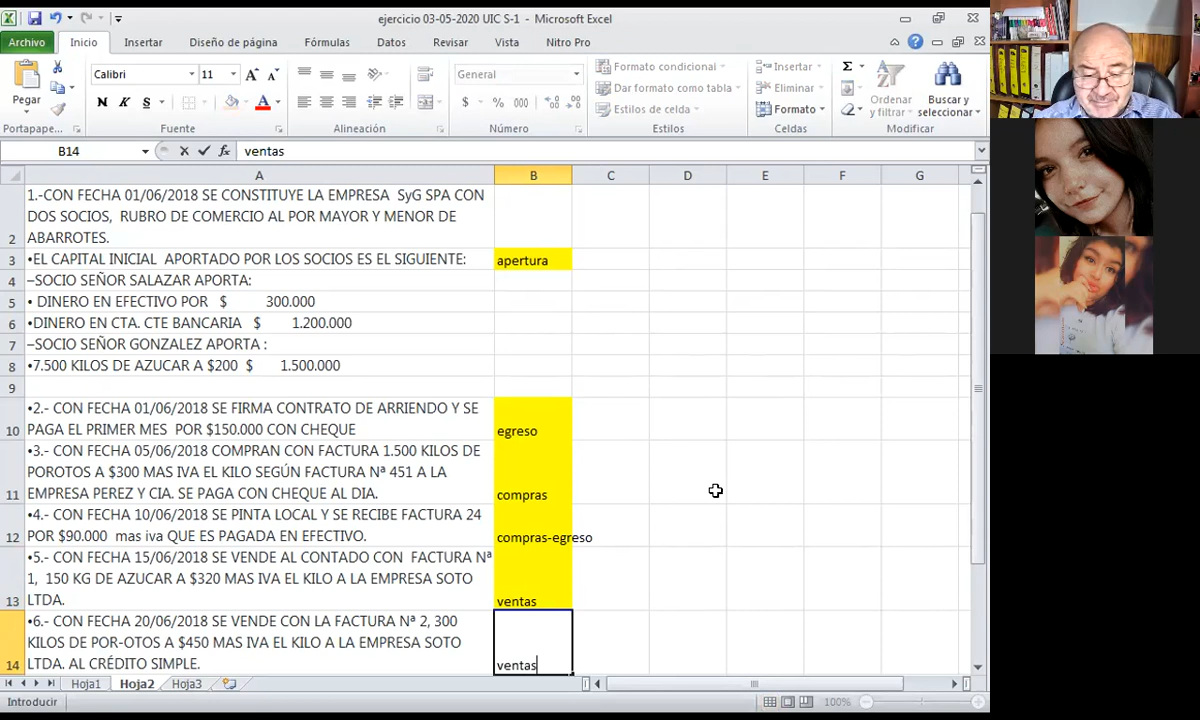 ejercicio 03-05-2020 UIC S-1 - Microsoft Excel
Archivo Inicio Insertar Diseño de página Fórmulas Datos Revisar Vista Nitro Pro
Calibri 11 General
Formato condicional
Dar formato como tabla
Estilos de celda
Insertar
Eliminar
Formato
Pegar
Ordenar y filtrar
Buscar y seleccionar
Portapape... Fuente Alineación Número Estilos Celdas Modificar
B14 fx ventas
A B C D E F G
1.-CON FECHA 01/06/2018 SE CONSTITUYE LA EMPRESA SyG SPA CON
DOS SOCIOS, RUBRO DE COMERCIO AL POR MAYOR Y MENOR DE
2 ABARROTES.
3 •EL CAPITAL INICIAL APORTADO POR LOS SOCIOS ES EL SIGUIENTE: apertura
4 –SOCIO SEÑOR SALAZAR APORTA:
5 • DINERO EN EFECTIVO POR $ 300.000
6 •DINERO EN CTA. CTE BANCARIA $ 1.200.000
7 –SOCIO SEÑOR GONZALEZ APORTA :
8 •7.500 KILOS DE AZUCAR A $200 $ 1.500.000
9
•2.- CON FECHA 01/06/2018 SE FIRMA CONTRATO DE ARRIENDO Y SE
10 PAGA EL PRIMER MES POR $150.000 CON CHEQUE egreso
•3.- CON FECHA 05/06/2018 COMPRAN CON FACTURA 1.500 KILOS DE
POROTOS A $300 MAS IVA EL KILO SEGÚN FACTURA Nª 451 A LA
11 EMPRESA PEREZ Y CIA. SE PAGA CON CHEQUE AL DIA. compras
•4.- CON FECHA 10/06/2018 SE PINTA LOCAL Y SE RECIBE FACTURA 24
12 POR $90.000 mas iva QUE ES PAGADA EN EFECTIVO. compras-egreso
•5.- CON FECHA 15/06/2018 SE VENDE AL CONTADO CON FACTURA Nª
1, 150 KG DE AZUCAR A $320 MAS IVA EL KILO A LA EMPRESA SOTO
13 LTDA. ventas
•6.- CON FECHA 20/06/2018 SE VENDE CON LA FACTURA Nª 2, 300
KILOS DE POR-OTOS A $450 MAS IVA EL KILO A LA EMPRESA SOTO
14 LTDA. AL CRÉDITO SIMPLE. ventas
Hoja1 Hoja2 Hoja3
Introducir 100%